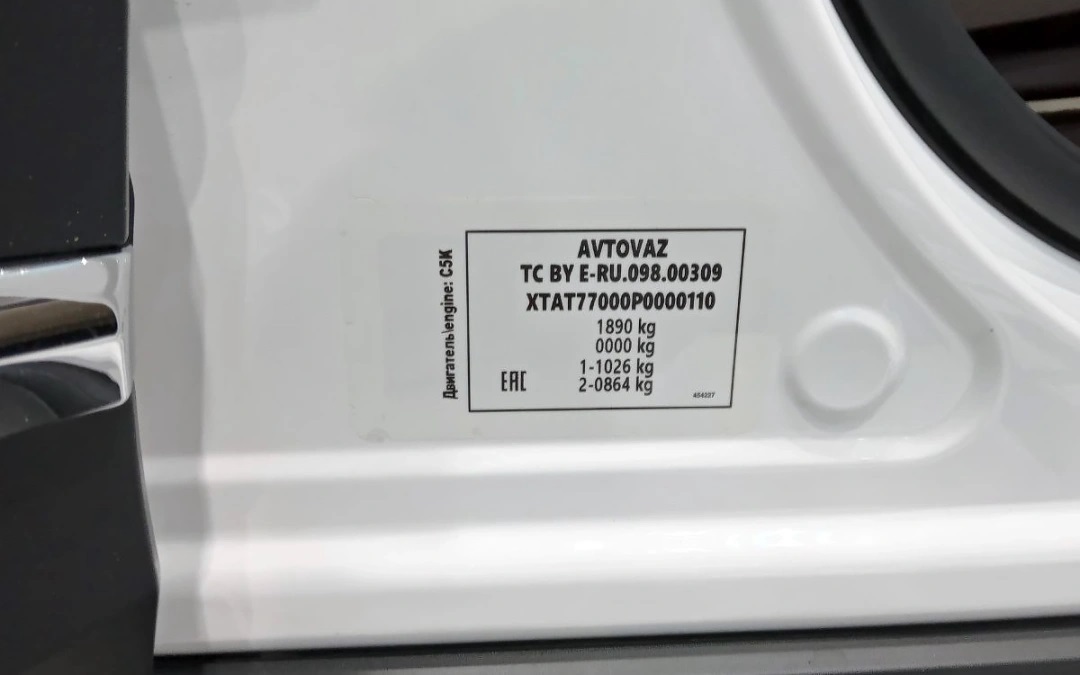 Двигатель\engine: C5K
AVTOVAZ
TC BY E-RU.098.00309
XTAT77000P0000110
1890 kg
0000 kg
1-1026 kg
EAC 2-0864 kg
454227